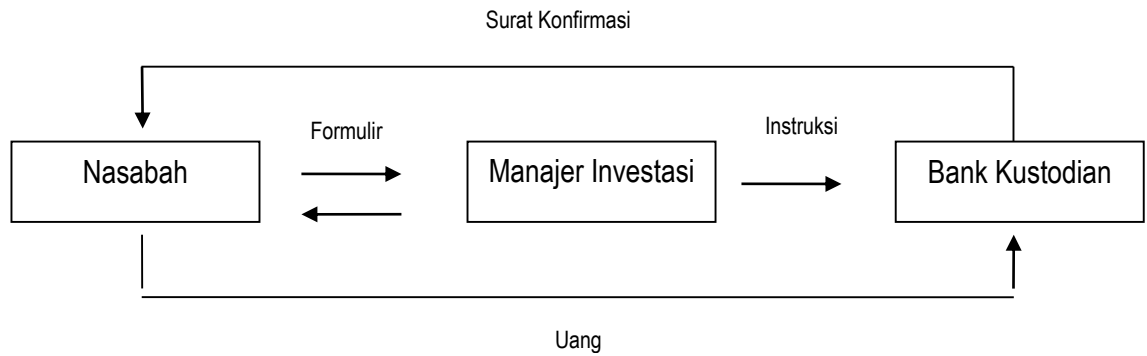 Surat Konfirmasi
Formulir
Instruksi
Nasabah
Manajer Investasi
Bank Kustodian
Uang